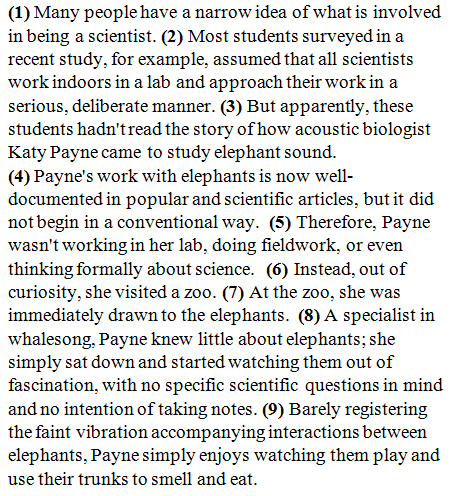 (1) Many people have a narrow idea of what is involved
in being a scientist. (2) Most students surveyed in a
recent study, for example, assumed that all scientists
work indoors in a lab and approach their work in a
serious, deliberate manner. (3) But apparently, these
students hadn't read the story of how acoustic biologist
Katy Payne came to study elephant sound.
(4) Payne's work with elephants is now well-
documented in popular and scientific articles, but it did
not begin in a conventional way. (5) Therefore, Payne
wasn't working in her lab, doing fieldwork, or even
thinking formally about science. (6) Instead, out of
curiosity, she visited a zoo. (7) At the zoo, she was
immediately drawn to the elephants. (8) A specialist in
whalesong, Payne knew little about elephants; she
simply sat down and started watching them out of
fascination, with no specific scientific questions in mind
and no intention of taking notes. (9) Barely registering
the faint vibration accompanying interactions between
elephants, Payne simply enjoys watching them play and
use their trunks to smell and eat.